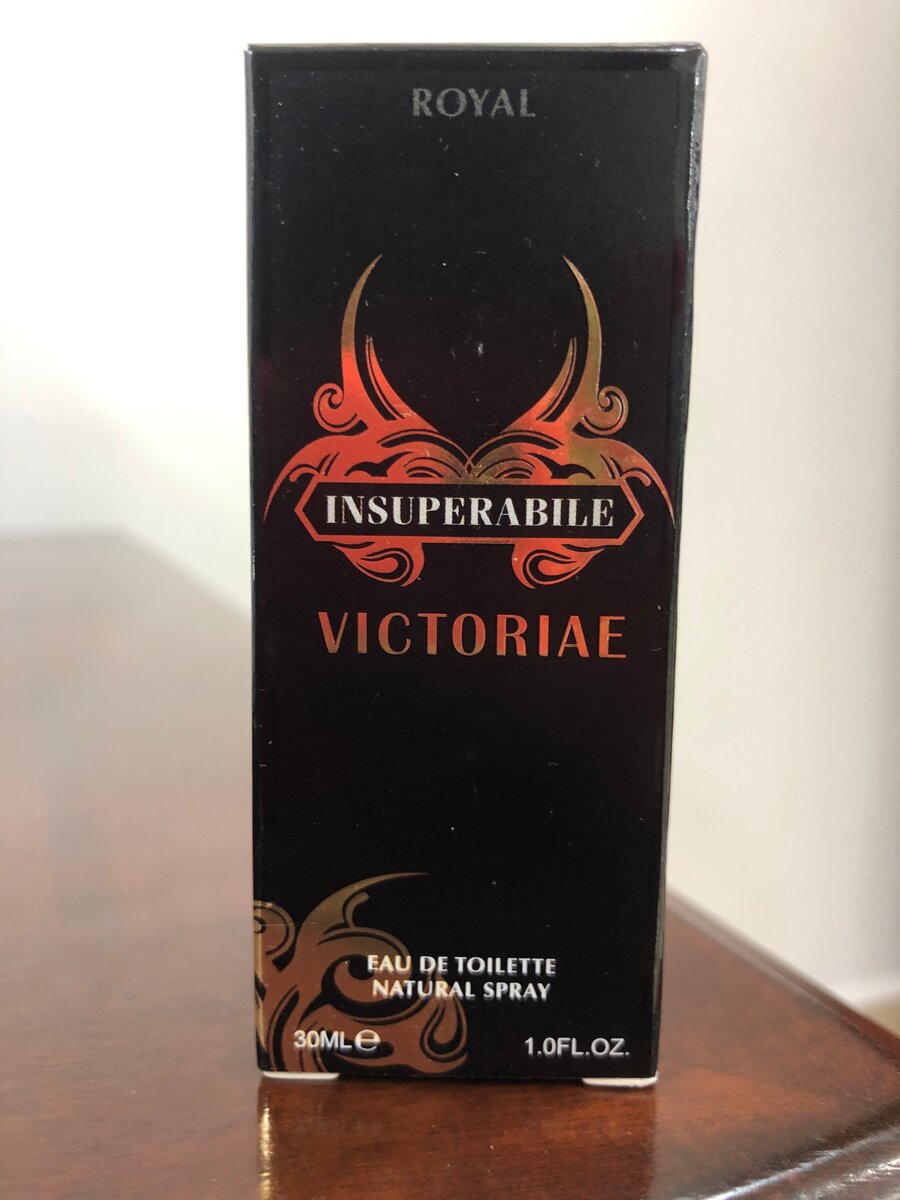 ROYAL
INSUPERABILE
VICTORIAE
EAU DE TOILETTE
NATURAL SPRAY
30ML℮
1.0FL.OZ.